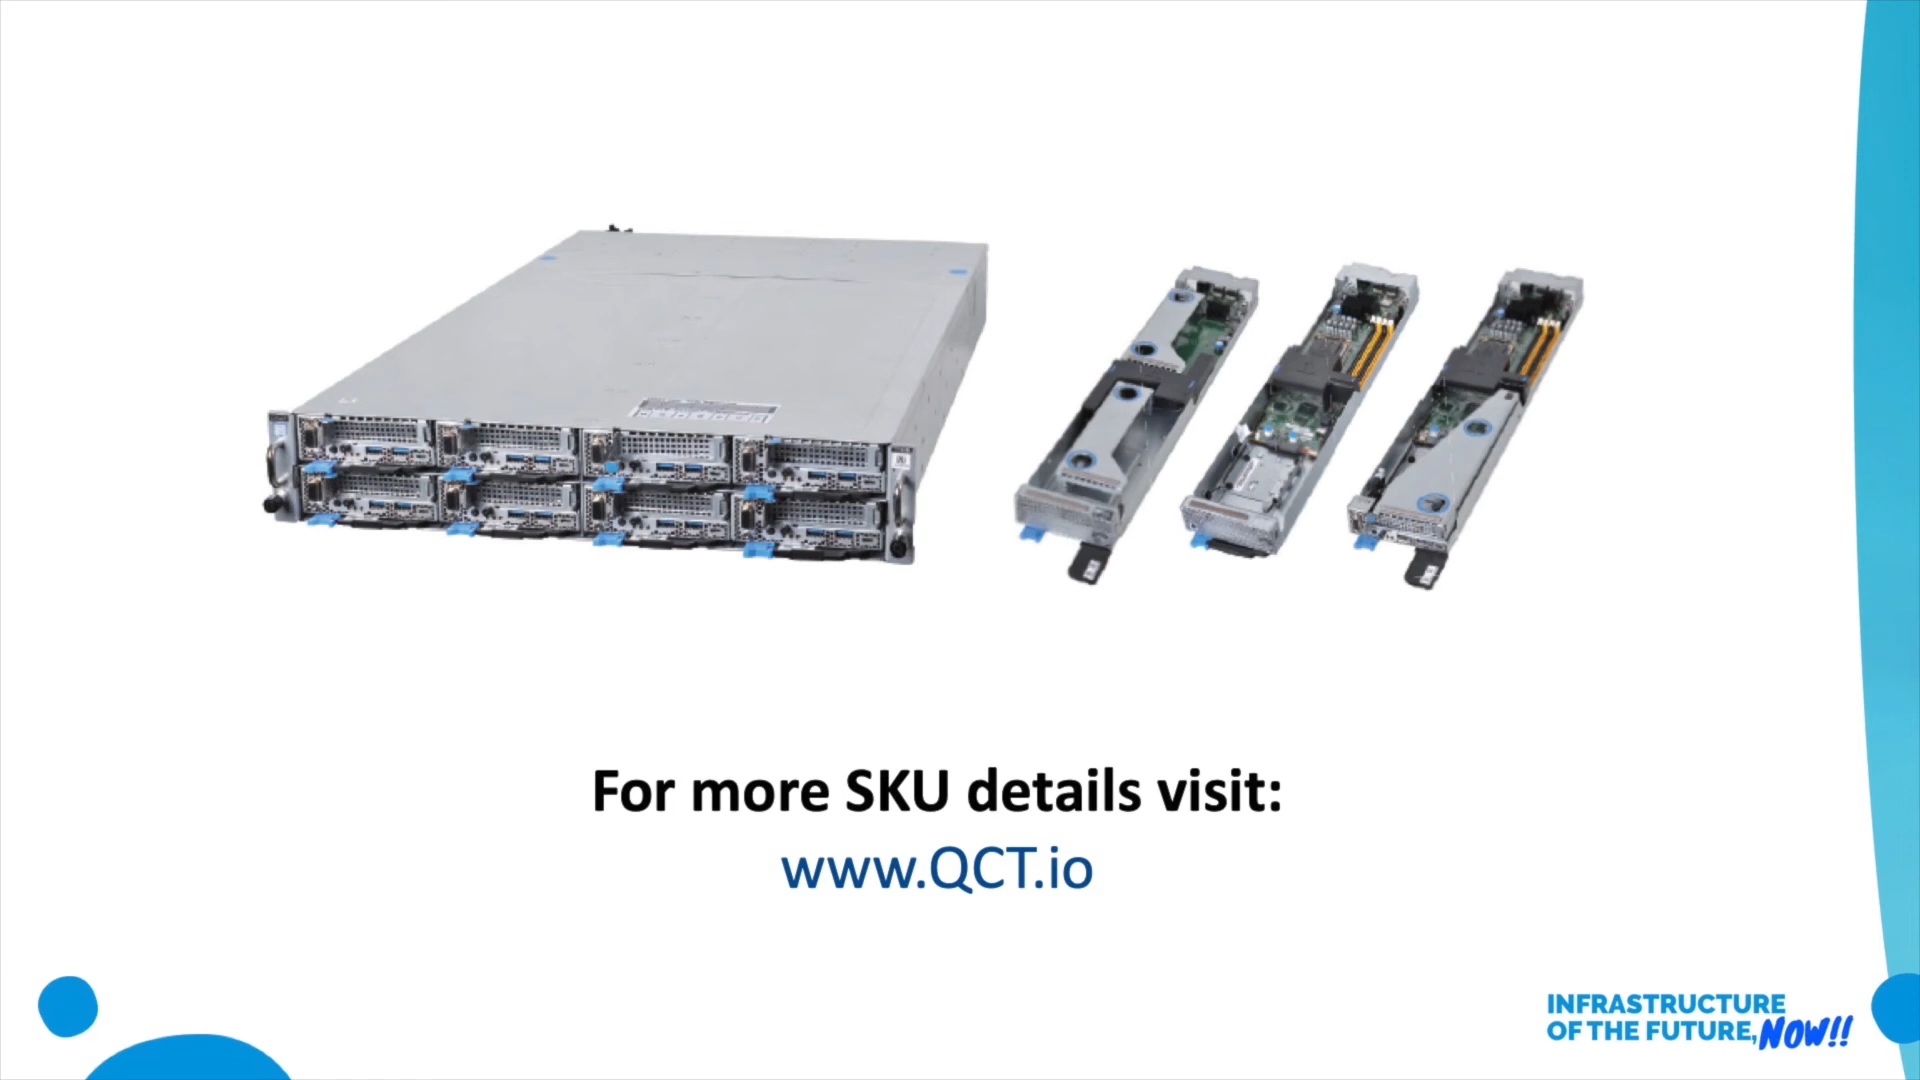 For more SKU details visit:
www.QCT.io
INFRASTRUCTURE
OF THE FUTURE, NOW!!